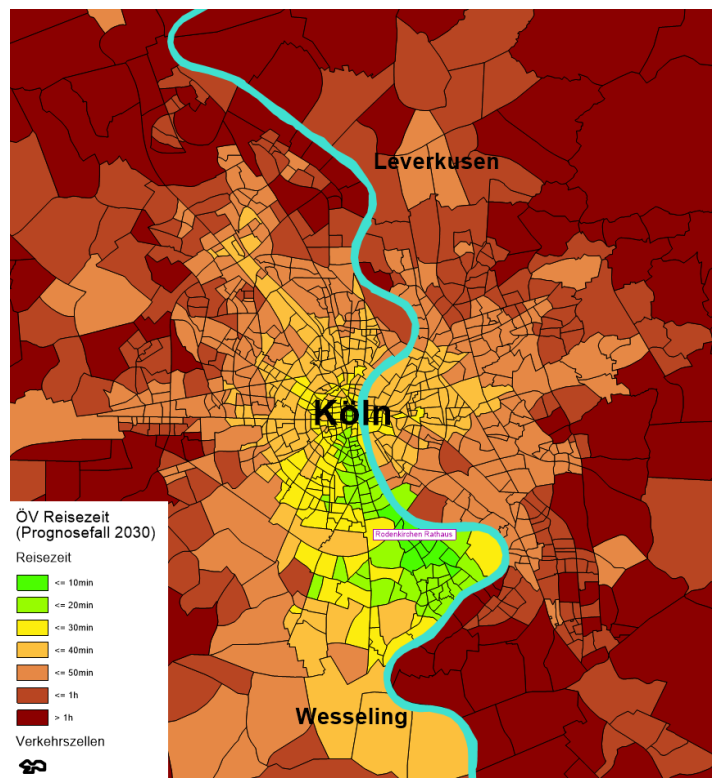 Leverkusen
Köln
Rodenkirchen Rathaus
Wesseling
ÖV Reisezeit
(Prognosefall 2030)
Reisezeit
<= 10min
<= 20min
<= 30min
<= 40min
<= 50min
<= 1h
> 1h
Verkehrszellen